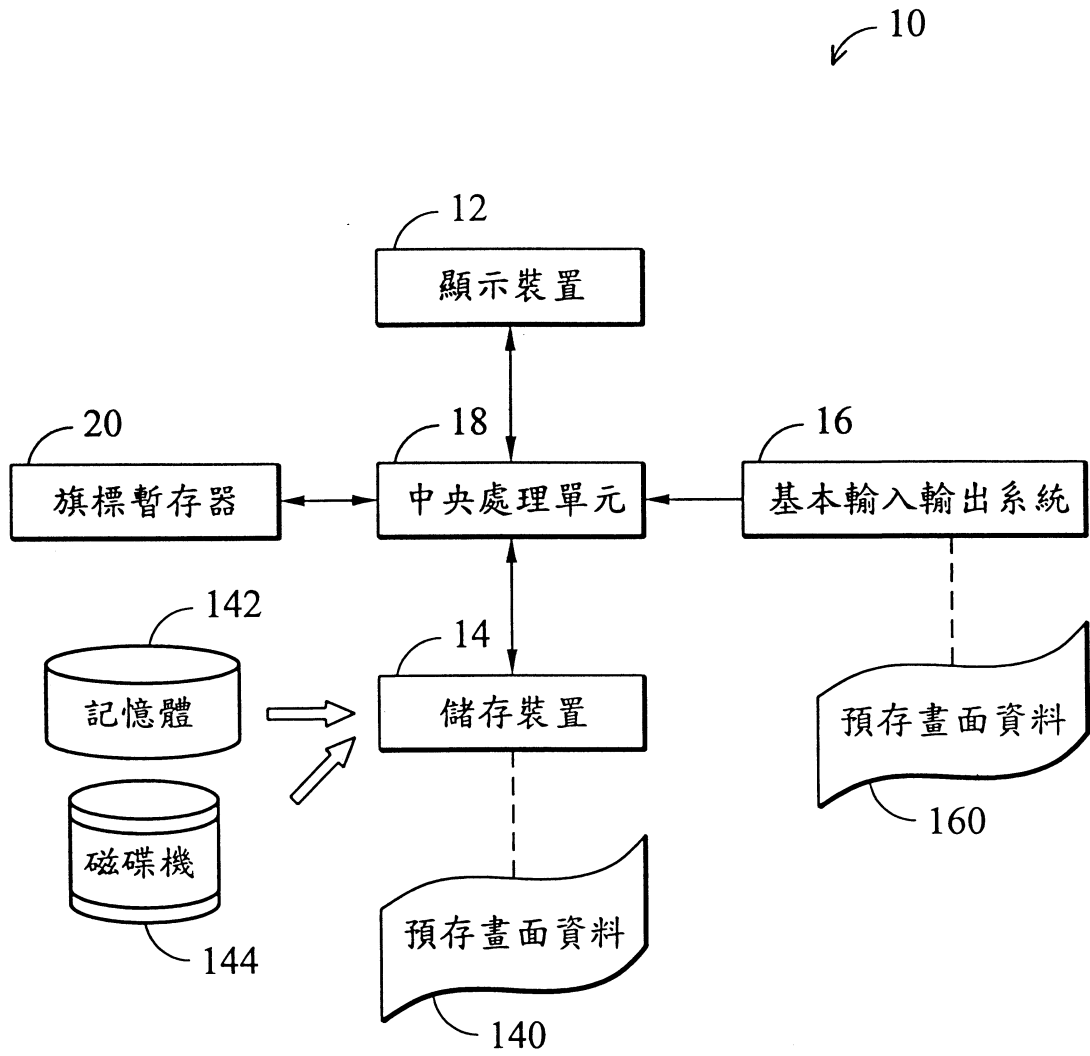 10
12
顯示裝置
20
18
16
旗標暫存器
中央處理單元
基本輸入輸出系統
142
14
記憶體
儲存裝置
預存畫面資料
160
磁碟機
預存畫面資料
144
140